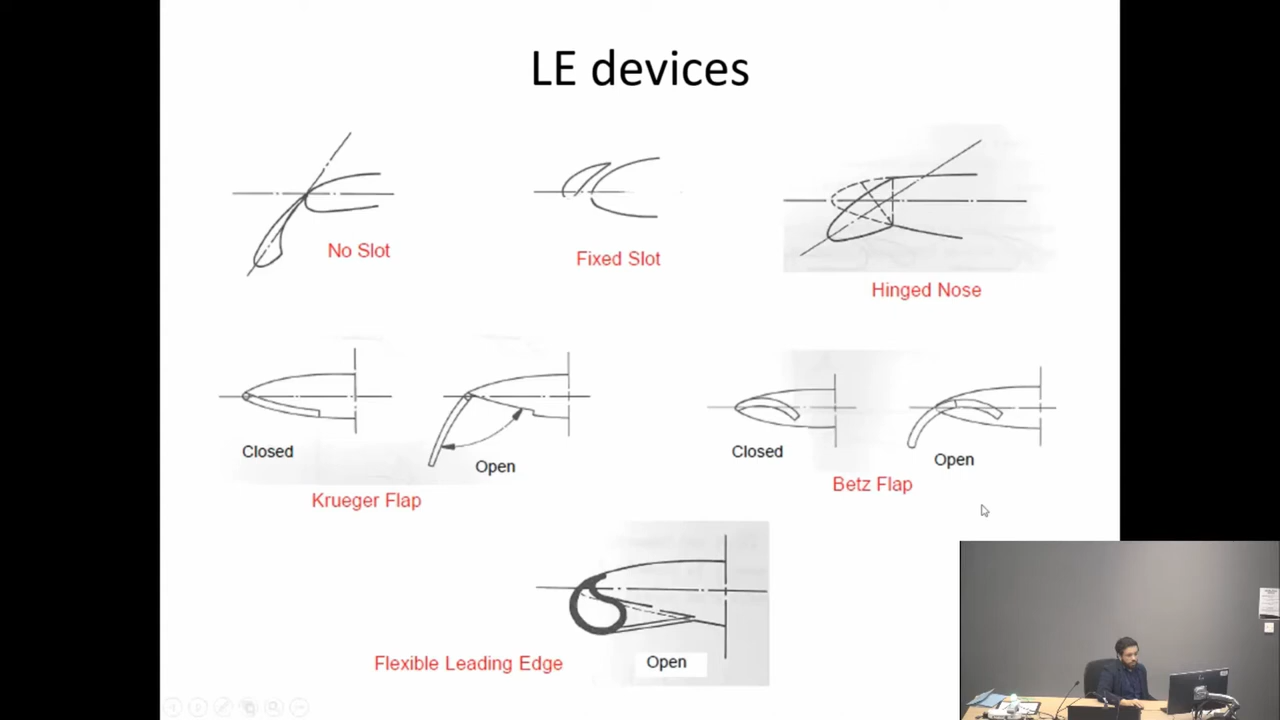 LE devices
No Slot
Fixed Slot
Hinged Nose
Closed
Open
Krueger Flap
Closed
Open
Betz Flap
Flexible Leading Edge
Open